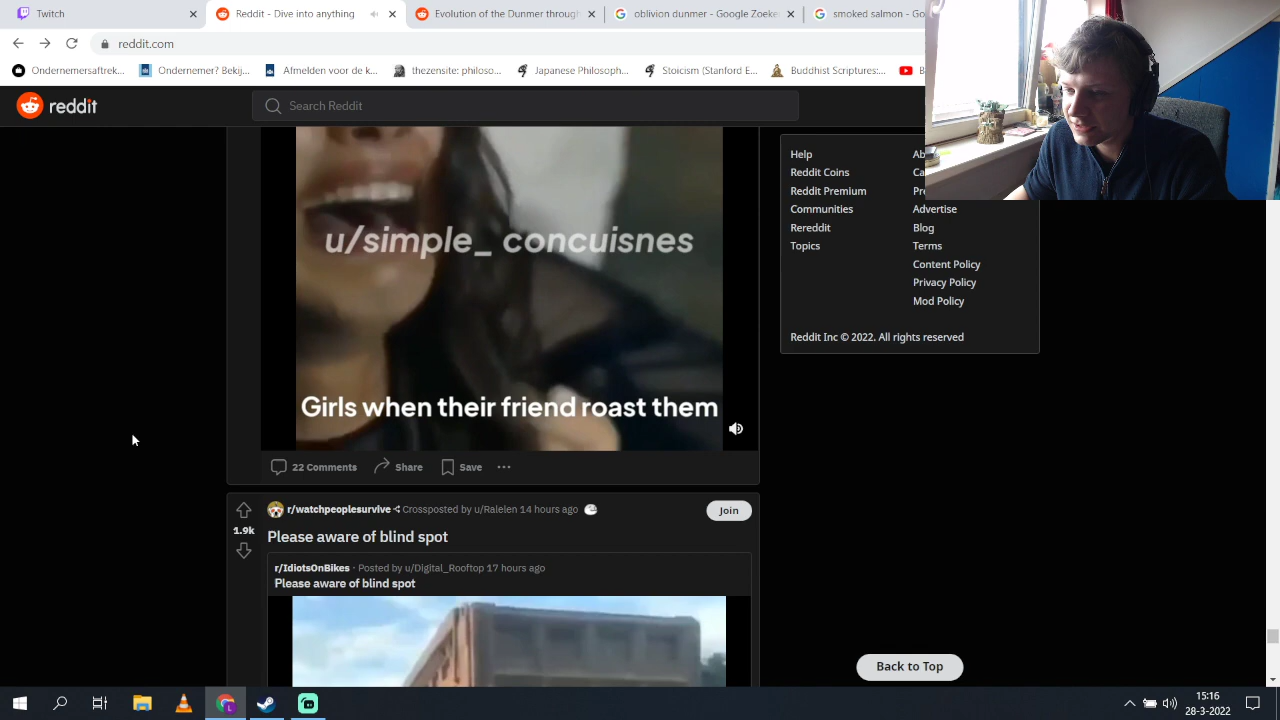 Twitch
Reddit - Dive into anything
Evolution of the Dunmer through
oblivion dunmer - Google Zoeke
smoked salmon - Go
reddit.com
Ondernemersaftrek...
Ondernemer? Bekij...
Afmelden voor de k...
thezensite: philoso...
Japanese Philosoph...
Stoicism (Stanford E...
Buddhist Scriptures:...
reddit
Search Reddit
u/simple_ concuisnes
Girls when their friend roast them
22 Comments
Share
Save
r/watchpeoplesurvive
Crossposted by u/Ralelen 14 hours ago
Join
1.9k
Please aware of blind spot
r/IdiotsOnBikes · Posted by u/Digital_Rooftop 17 hours ago
Please aware of blind spot
Help
Reddit Coins
Reddit Premium
Communities
Rereddit
Topics
Ab
Ca
Pre
Advertise
Blog
Terms
Content Policy
Privacy Policy
Mod Policy
Reddit Inc © 2022. All rights reserved
Back to Top
15:16
28-3-2022